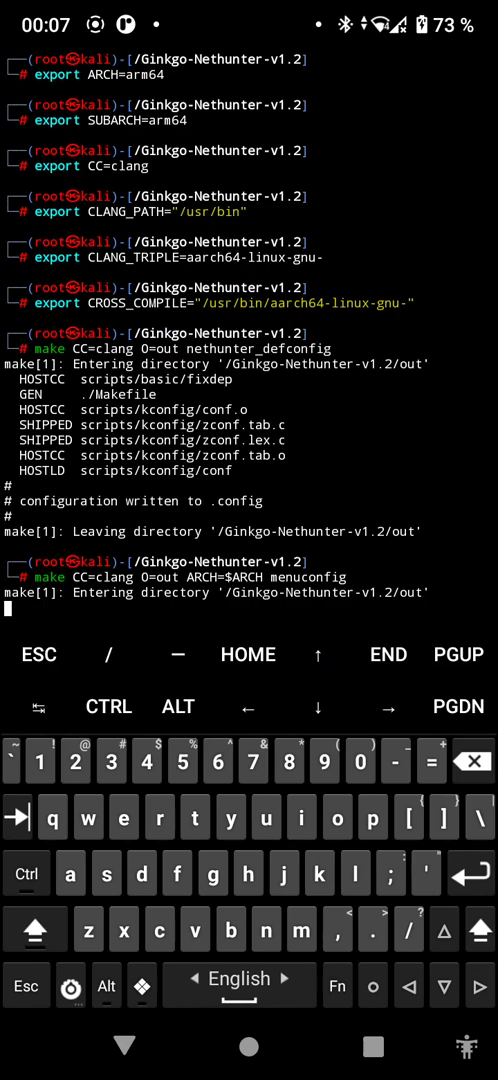 00:07 73 %
┌──(root㉿kali)-[/Ginkgo-Nethunter-v1.2]
└─# export ARCH=arm64
┌──(root㉿kali)-[/Ginkgo-Nethunter-v1.2]
└─# export SUBARCH=arm64
┌──(root㉿kali)-[/Ginkgo-Nethunter-v1.2]
└─# export CC=clang
┌──(root㉿kali)-[/Ginkgo-Nethunter-v1.2]
└─# export CLANG_PATH="/usr/bin"
┌──(root㉿kali)-[/Ginkgo-Nethunter-v1.2]
└─# export CLANG_TRIPLE=aarch64-linux-gnu-
┌──(root㉿kali)-[/Ginkgo-Nethunter-v1.2]
└─# export CROSS_COMPILE="/usr/bin/aarch64-linux-gnu-"
┌──(root㉿kali)-[/Ginkgo-Nethunter-v1.2]
└─# make CC=clang O=out nethunter_defconfig
make[1]: Entering directory '/Ginkgo-Nethunter-v1.2/out'
HOSTCC scripts/basic/fixdep
GEN ./Makefile
HOSTCC scripts/kconfig/conf.o
SHIPPED scripts/kconfig/zconf.tab.c
SHIPPED scripts/kconfig/zconf.lex.c
HOSTCC scripts/kconfig/zconf.tab.o
HOSTLD scripts/kconfig/conf
#
# configuration written to .config
#
make[1]: Leaving directory '/Ginkgo-Nethunter-v1.2/out'
┌──(root㉿kali)-[/Ginkgo-Nethunter-v1.2]
└─# make CC=clang O=out ARCH=$ARCH menuconfig
make[1]: Entering directory '/Ginkgo-Nethunter-v1.2/out'
ESC / — HOME ↑ END PGUP
↹ CTRL ALT ← ↓ → PGDN
~ ! @ # $ % ^ & * ( ) _ +
` 1 2 3 4 5 6 7 8 9 0 - =
{ } |
q w e r t y u i o p [ ] \
: "
Ctrl a s d f g h j k l ; '
< > ?
z x c v b n m , . /
Esc Alt English Fn